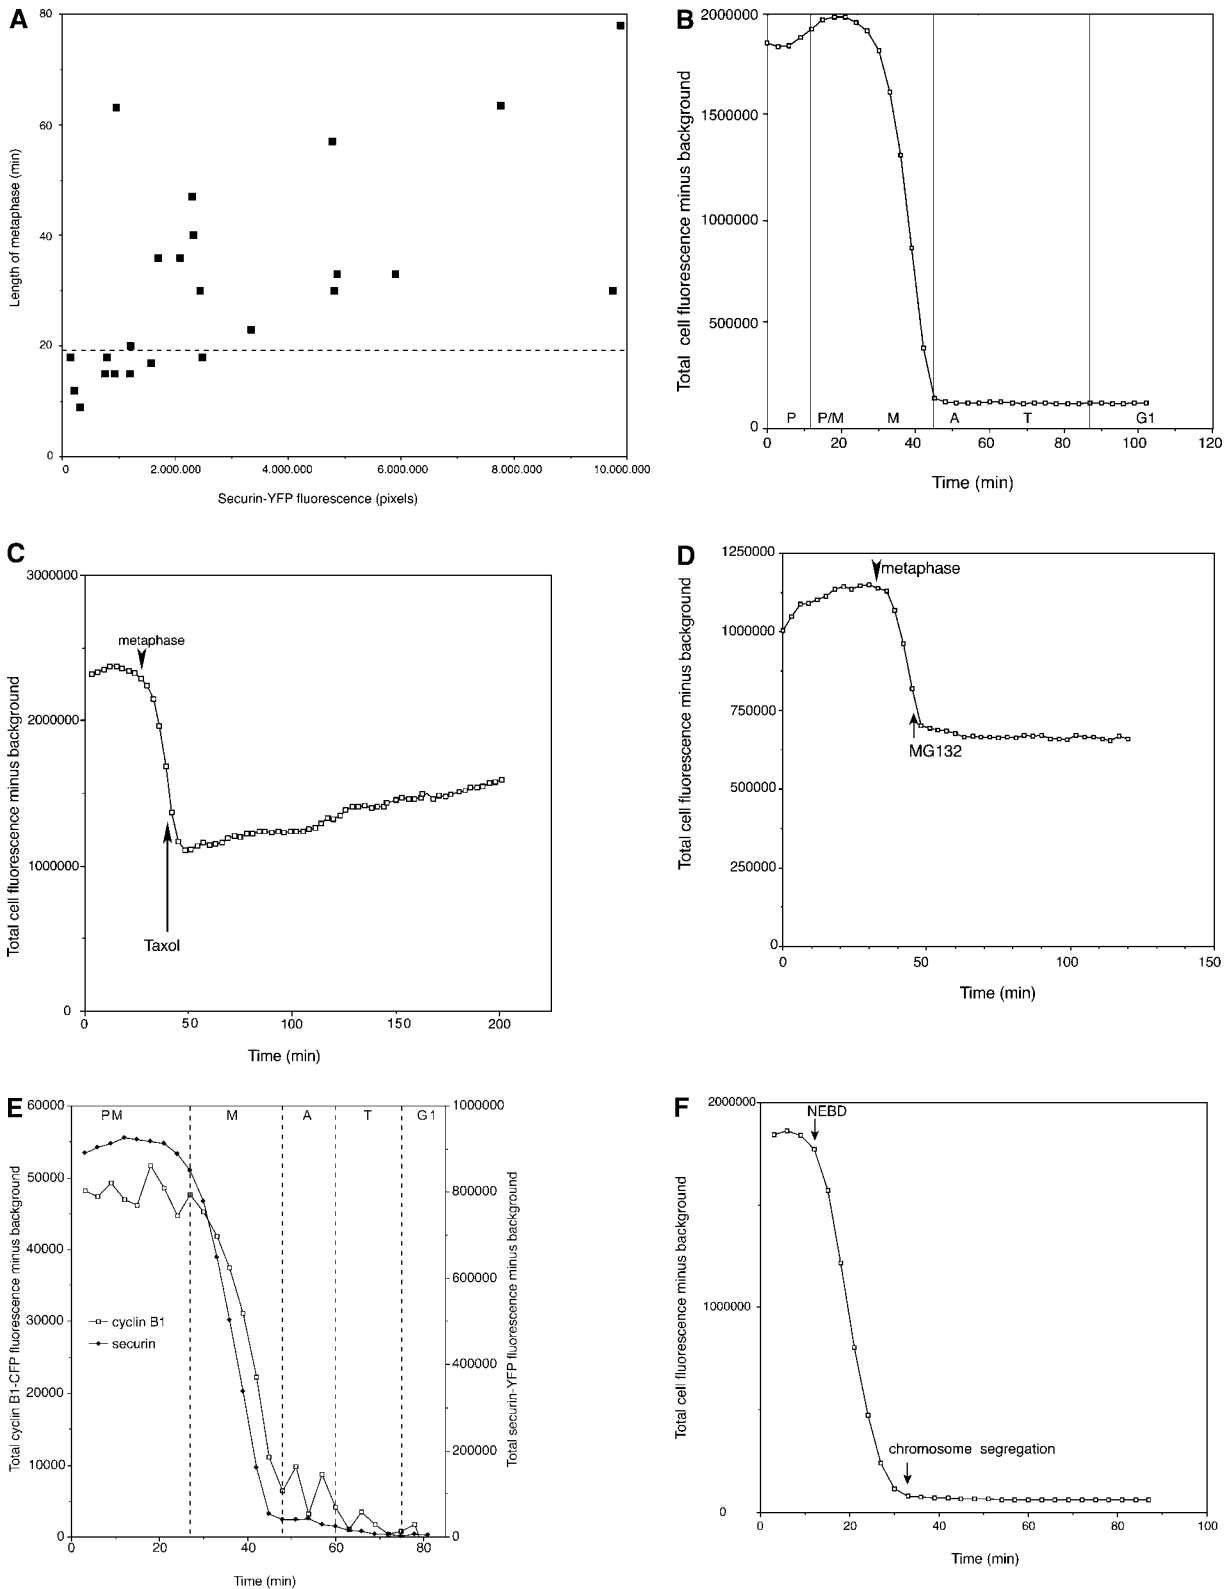 A
80
60
40
20
0
Length of metaphase (min)
0 2.000.000 4.000.000 6.000.000 8.000.000 10.000.000
Securin-YFP fluorescence (pixels)
B
2000000
1500000
1000000
500000
0
Total cell fluorescence minus background
P P/M M A T G1
0 20 40 60 80 100 120
Time (min)
C
3000000
2000000
1000000
0
Total cell fluorescence minus background
metaphase
Taxol
0 50 100 150 200
Time (min)
D
1250000
1000000
750000
500000
250000
0
Total cell fluorescence minus background
metaphase
MG132
0 50 100 150
Time (min)
E
60000
50000
40000
30000
20000
10000
0
Total cyclin B1-CFP fluorescence minus background
PM M A T G1
cyclin B1
securin
1000000
800000
600000
400000
200000
0
Total securin-YFP fluorescence minus background
0 20 40 60 80
Time (min)
F
2000000
1000000
0
Total cell fluorescence minus background
NEBD
chromosome segregation
0 20 40 60 80 100
Time (min)